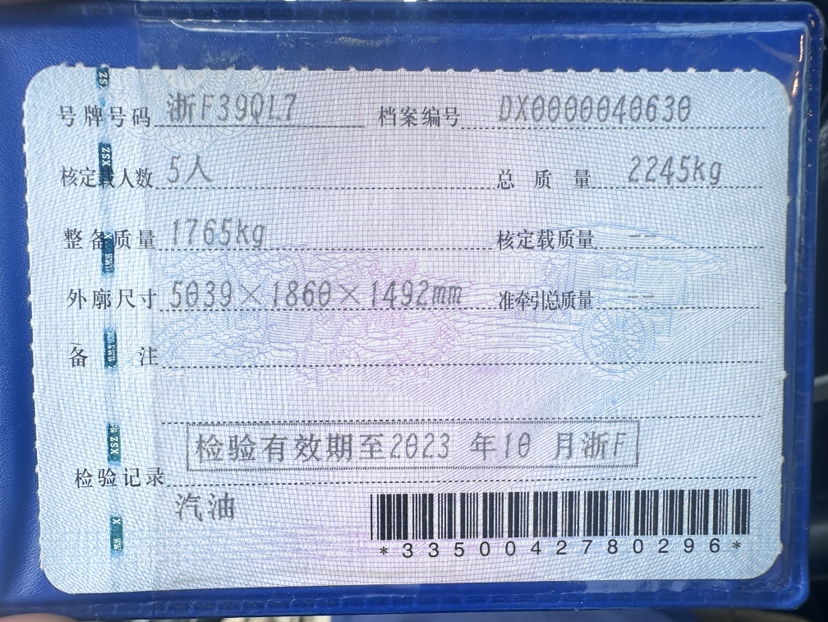 号牌号码 浙F39QL7 档案编号 DX0000040630
核定载人数 5人 总质量 2245kg
整备质量 1765kg 核定载质量 --
外廓尺寸 5039×1860×1492mm 准牵引总质量 --
备注
检验有效期至2023 年10 月浙F
检验记录
汽油
*3350042780296*